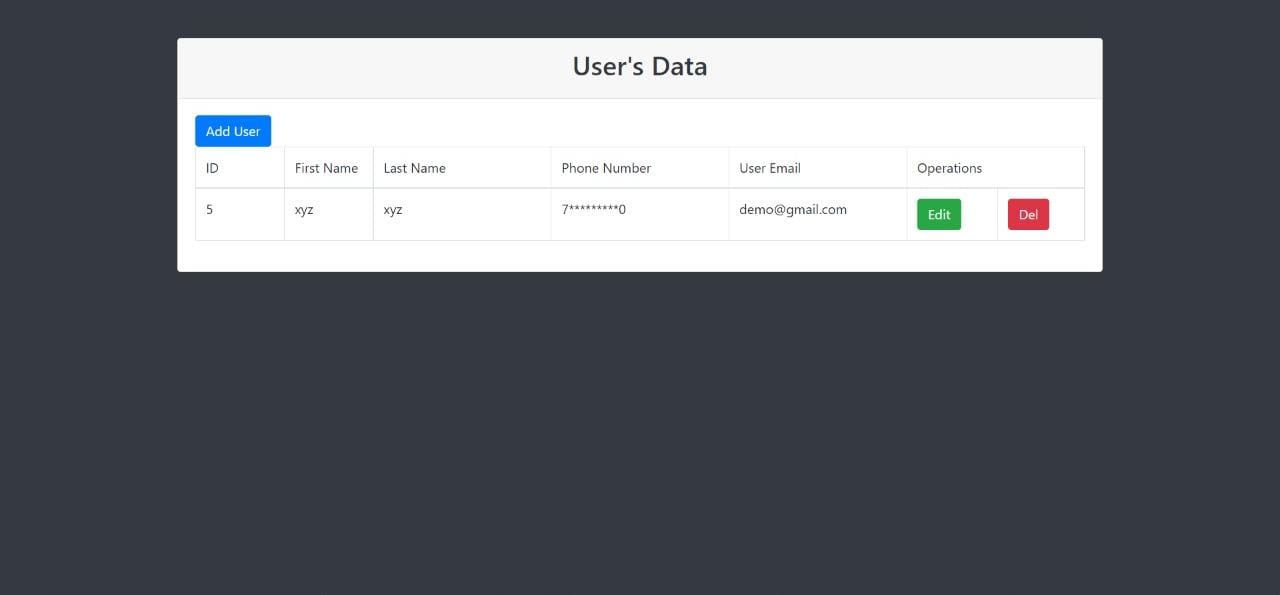 User's Data
Add User
ID First Name Last Name Phone Number User Email Operations
5 xyz xyz 7*********0 demo@gmail.com Edit Del